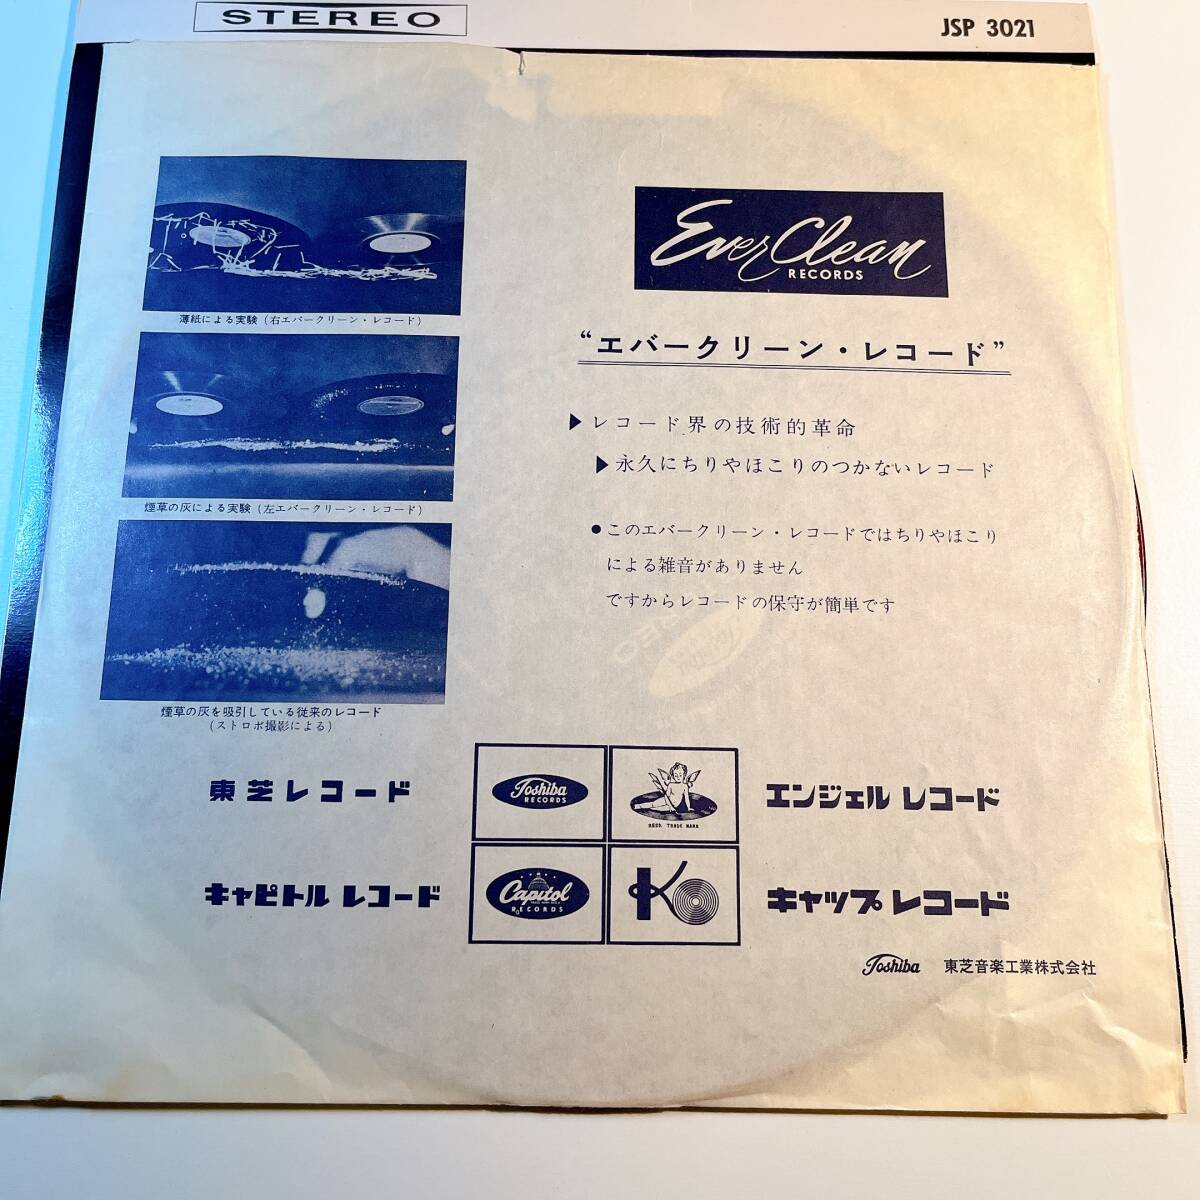 STEREO
JSP 3021
Ever Clean
RECORDS
薄紙による実験(右エバークリーン・レコード)
煙草の灰による実験(左エバークリーン・レコード)
煙草の灰を吸引している従来のレコード
(ストロボ撮影による)
“エバークリーン・レコード”
▶レコード界の技術的革命
▶永久にちりやほこりのつかないレコード
●このエバークリーン・レコードではちりやほこり
による雑音がありません
ですからレコードの保守が簡単です
東芝レコード
Toshiba
RECORDS
REGD. TRADE MARK
エンジェル レコード
キャピトル レコード
Capitol
RECORDS
KO
キャップ レコード
Toshiba 東芝音楽工業株式会社